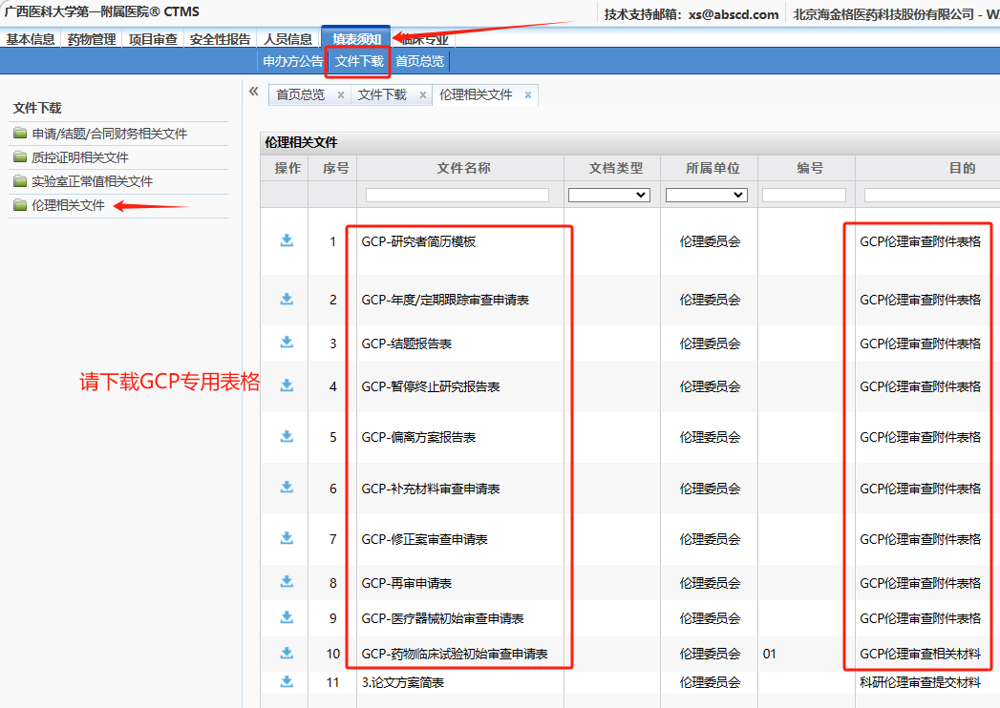 广西医科大学第一附属医院® CTMS
技术支持邮箱：xs@abscd.com
北京海金格医药科技股份有限公司 - W
基本信息 药物管理 项目审查 安全性报告 人员信息 填表须知 临床专业
申办方公告 文件下载 首页总览
文件下载
申请/结题/合同财务相关文件
质控证明相关文件
实验室正常值相关文件
伦理相关文件
« 首页总览 × 文件下载 × 伦理相关文件 ×
伦理相关文件
操作 序号 文件名称 文档类型 所属单位 编号 目的
1 GCP-研究者简历模板 伦理委员会 GCP伦理审查附件表格
2 GCP-年度/定期跟踪审查申请表 伦理委员会 GCP伦理审查附件表格
3 GCP-结题报告表 伦理委员会 GCP伦理审查附件表格
请下载GCP专用表格
4 GCP-暂停终止研究报告表 伦理委员会 GCP伦理审查附件表格
5 GCP-偏离方案报告表 伦理委员会 GCP伦理审查附件表格
6 GCP-补充材料审查申请表 伦理委员会 GCP伦理审查附件表格
7 GCP-修正案审查申请表 伦理委员会 GCP伦理审查附件表格
8 GCP-再审申请表 伦理委员会 GCP伦理审查附件表格
9 GCP-医疗器械初始审查申请表 伦理委员会 GCP伦理审查附件表格
10 GCP-药物临床试验初始审查申请表 伦理委员会 01 GCP伦理审查相关材料
11 3.论文方案简表 伦理委员会 科研伦理审查提交材料